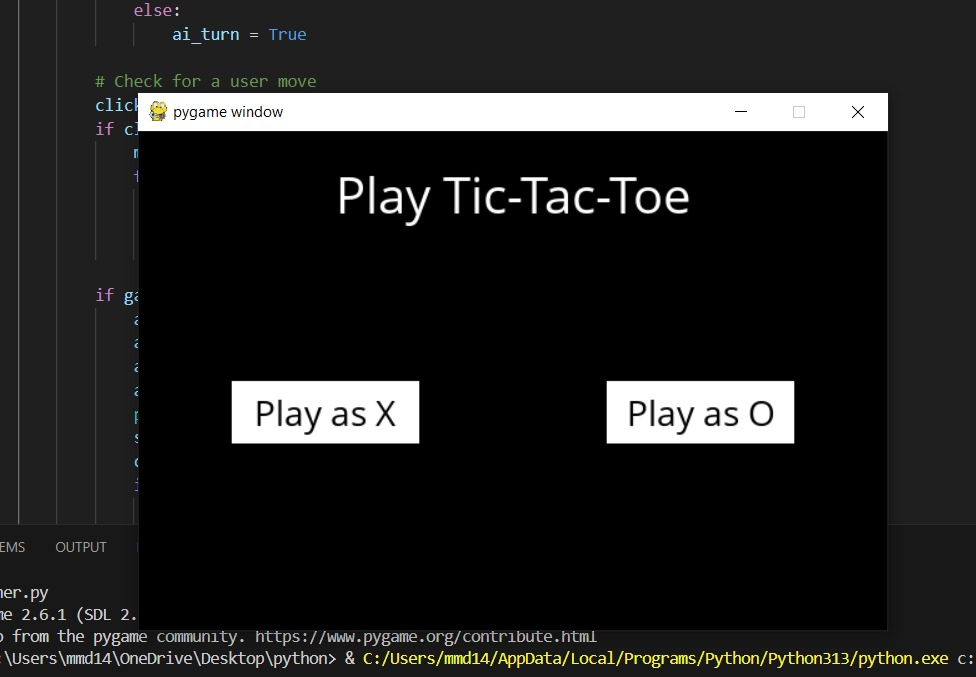 else:
ai_turn = True
# Check for a user move
click
if cl
if ga
pygame window
Play Tic-Tac-Toe
Play as X
Play as O
EMS OUTPUT
ner.py
me 2.6.1 (SDL 2.
o from the pygame community. https://www.pygame.org/contribute.html
:\Users\mmd14\OneDrive\Desktop\python> & C:/Users/mmd14/AppData/Local/Programs/Python/Python313/python.exe c: